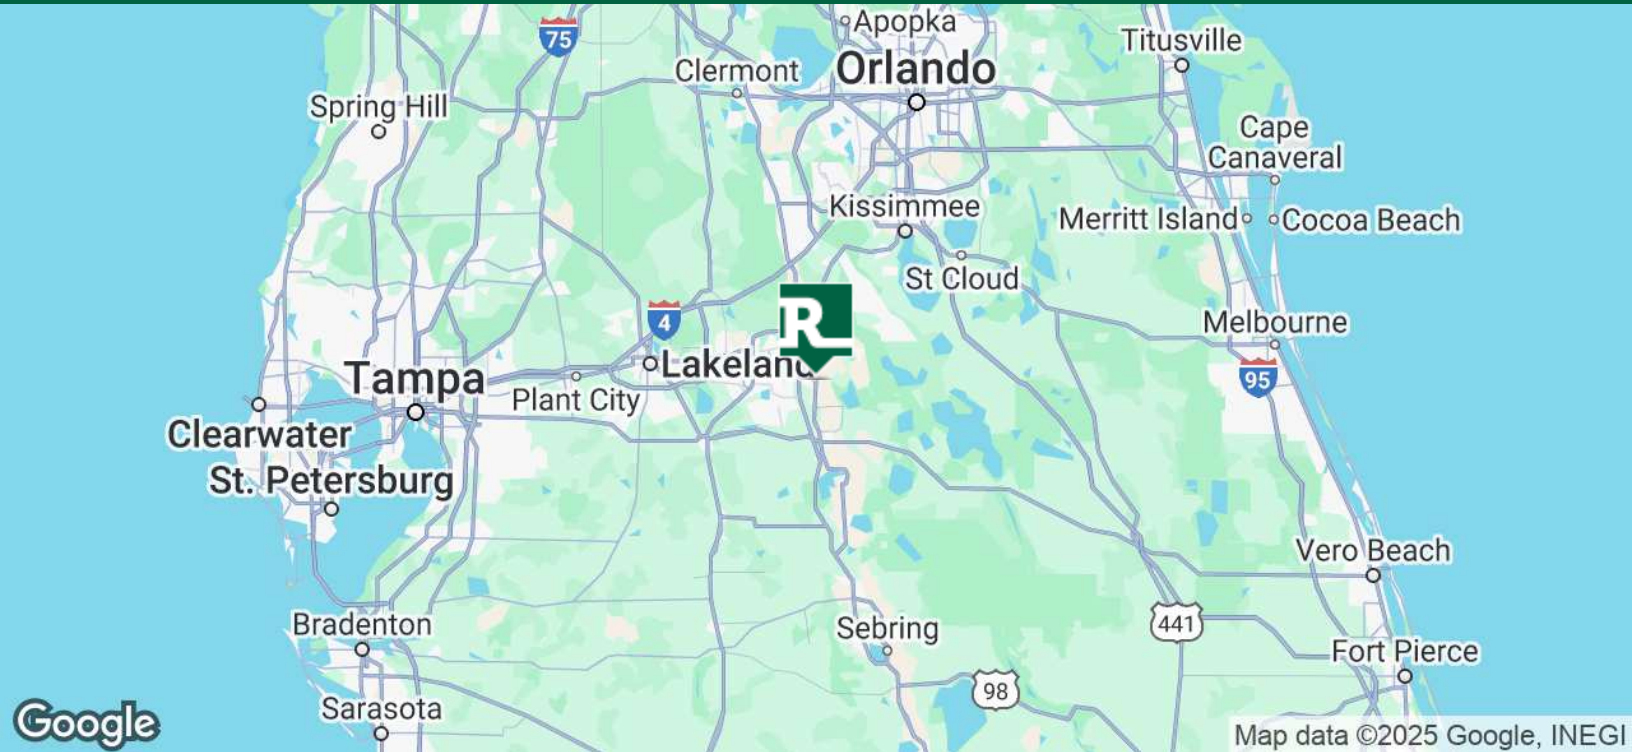 Apopka
75
Titusville
Clermont
Orlando
Spring Hill
Cape
Canaveral
Kissimmee
Merritt Island
Cocoa Beach
St Cloud
R
4
Melbourne
Lakeland
Tampa
95
Plant City
Clearwater
St. Petersburg
Vero Beach
Bradenton
Sebring
441
Fort Pierce
98
Sarasota
Google
Map data ©2025 Google, INEGI